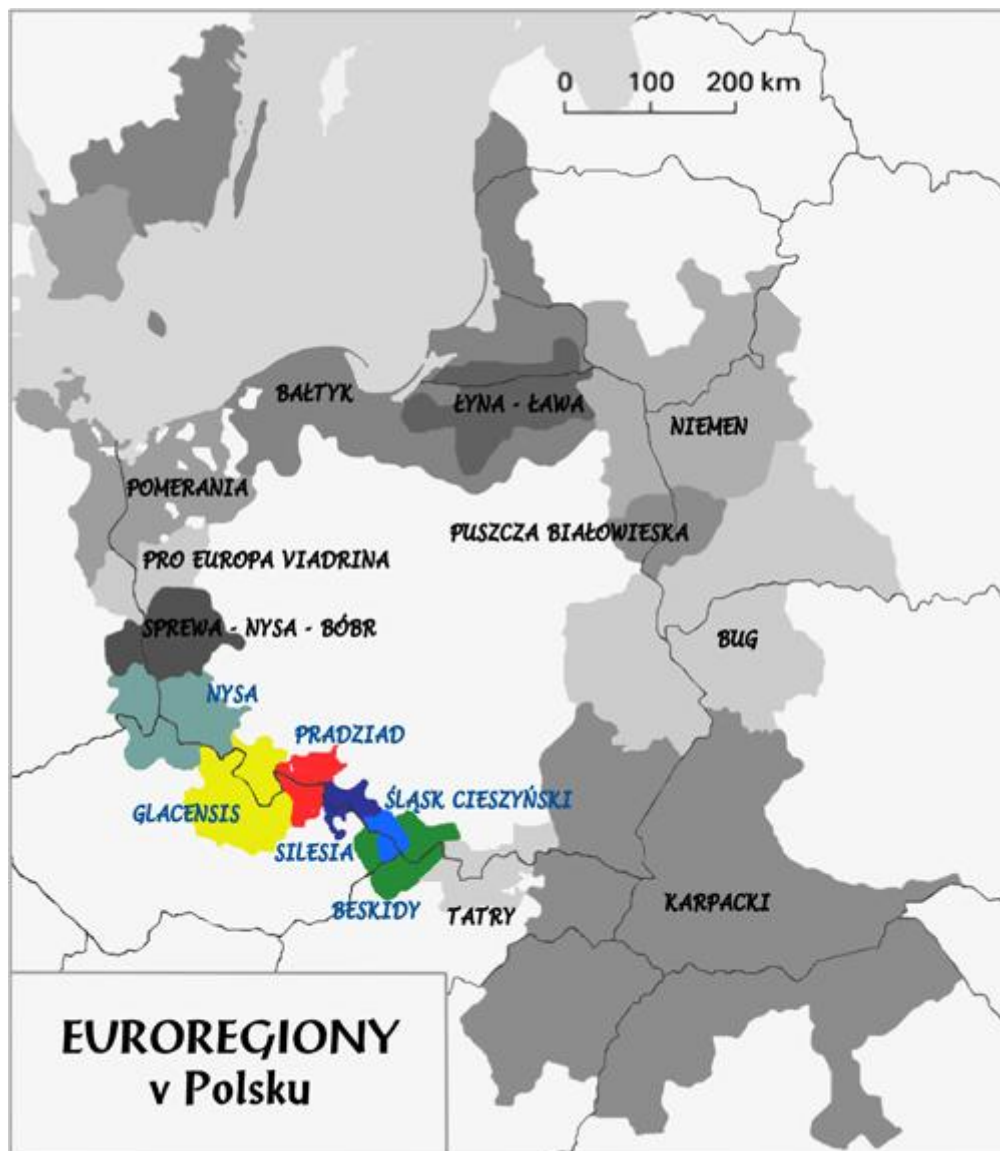 0 100 200 km
BAŁTYK
ŁYNA - ŁAWA
NIEMEN
POMERANIA
PUSZCZA BIAŁOWIESKA
PRO EUROPA VIADRINA
SPREWA - NYSA - BÓBR
BUG
NYSA
PRADZIAD
GLACENSIS
ŚLĄSK CIESZYŃSKI
SILESIA
BESKIDY
TATRY
KARPACKI
EUROREGIONY
v Polsku